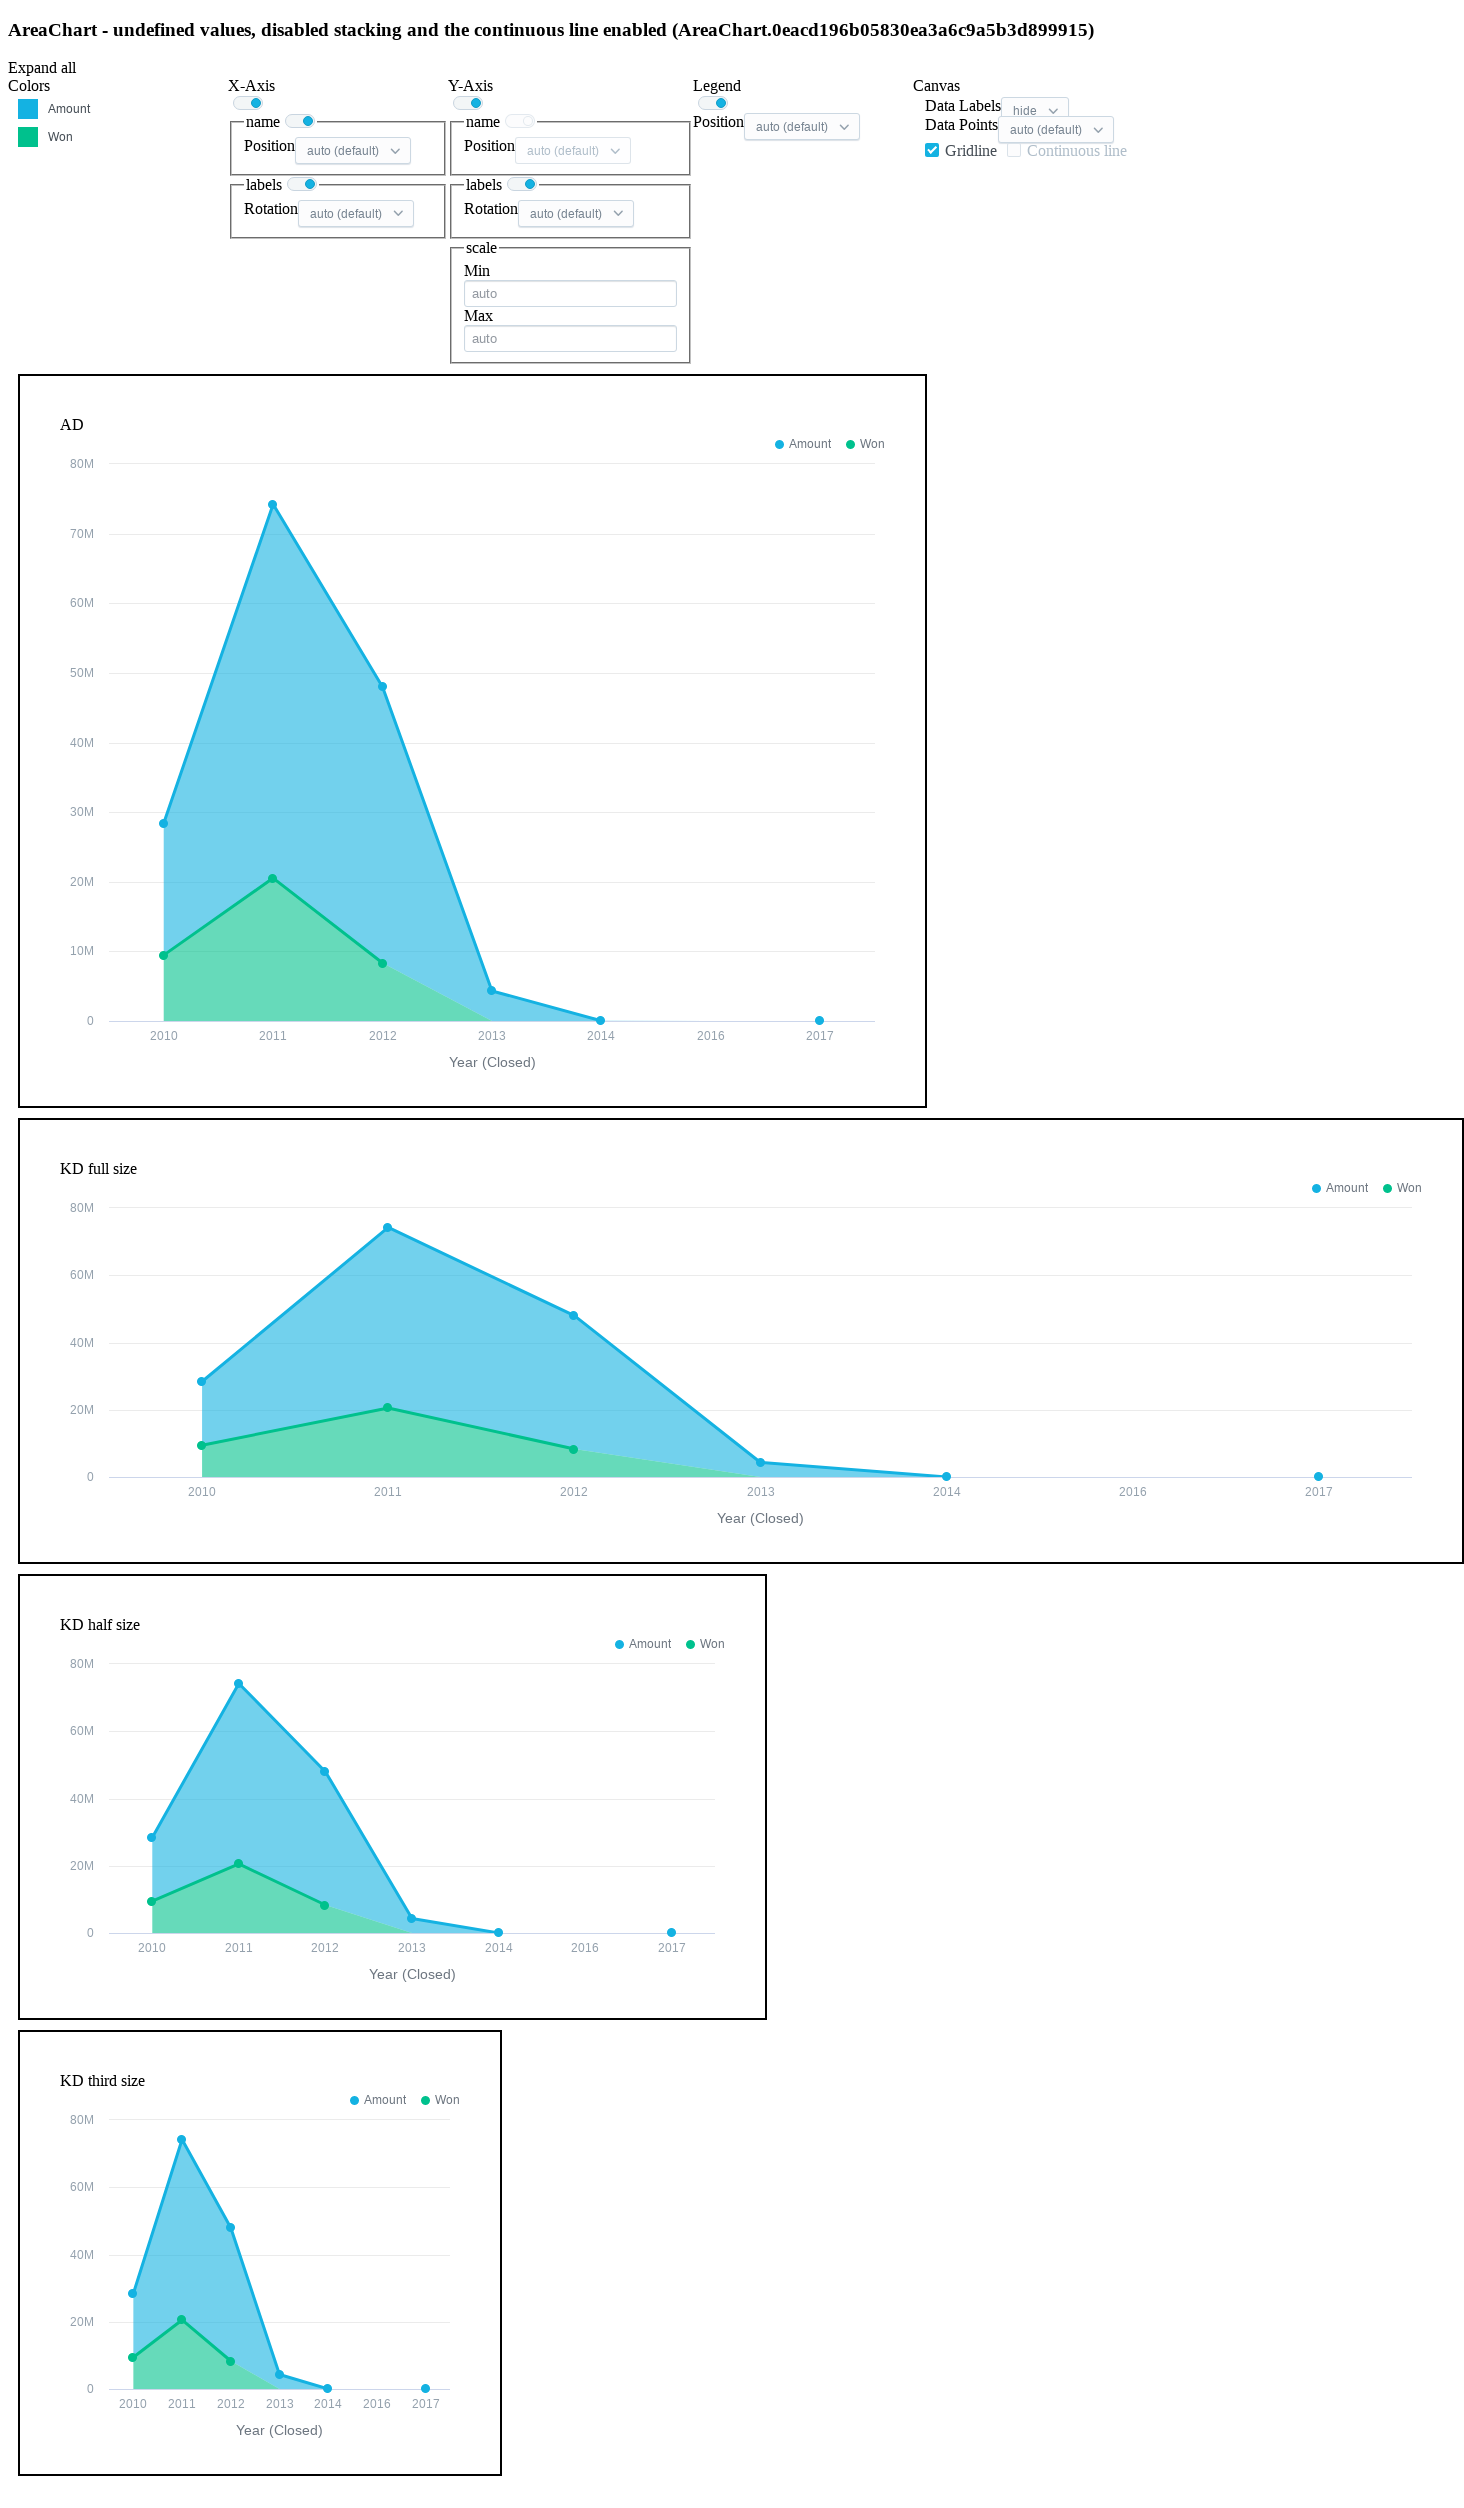 AreaChart - undefined values, disabled stacking and the continuous line enabled (AreaChart.0eacd196b05830ea3a6c9a5b3d899915)
Expand all
Colors
Amount
Won
X-Axis
name
Position auto (default)
labels
Rotation auto (default)
Y-Axis
name
Position auto (default)
labels
Rotation auto (default)
scale
Min
auto
Max
auto
Legend
Position auto (default)
Canvas
Data Labels hide
Data Points auto (default)
Gridline Continuous line
AD
Amount Won
80M
70M
60M
50M
40M
30M
20M
10M
0
2010 2011 2012 2013 2014 2016 2017
Year (Closed)
KD full size
Amount Won
80M
60M
40M
20M
0
2010 2011 2012 2013 2014 2016 2017
Year (Closed)
KD half size
Amount Won
80M
60M
40M
20M
0
2010 2011 2012 2013 2014 2016 2017
Year (Closed)
KD third size
Amount Won
80M
60M
40M
20M
0
2010 2011 2012 2013 2014 2016 2017
Year (Closed)